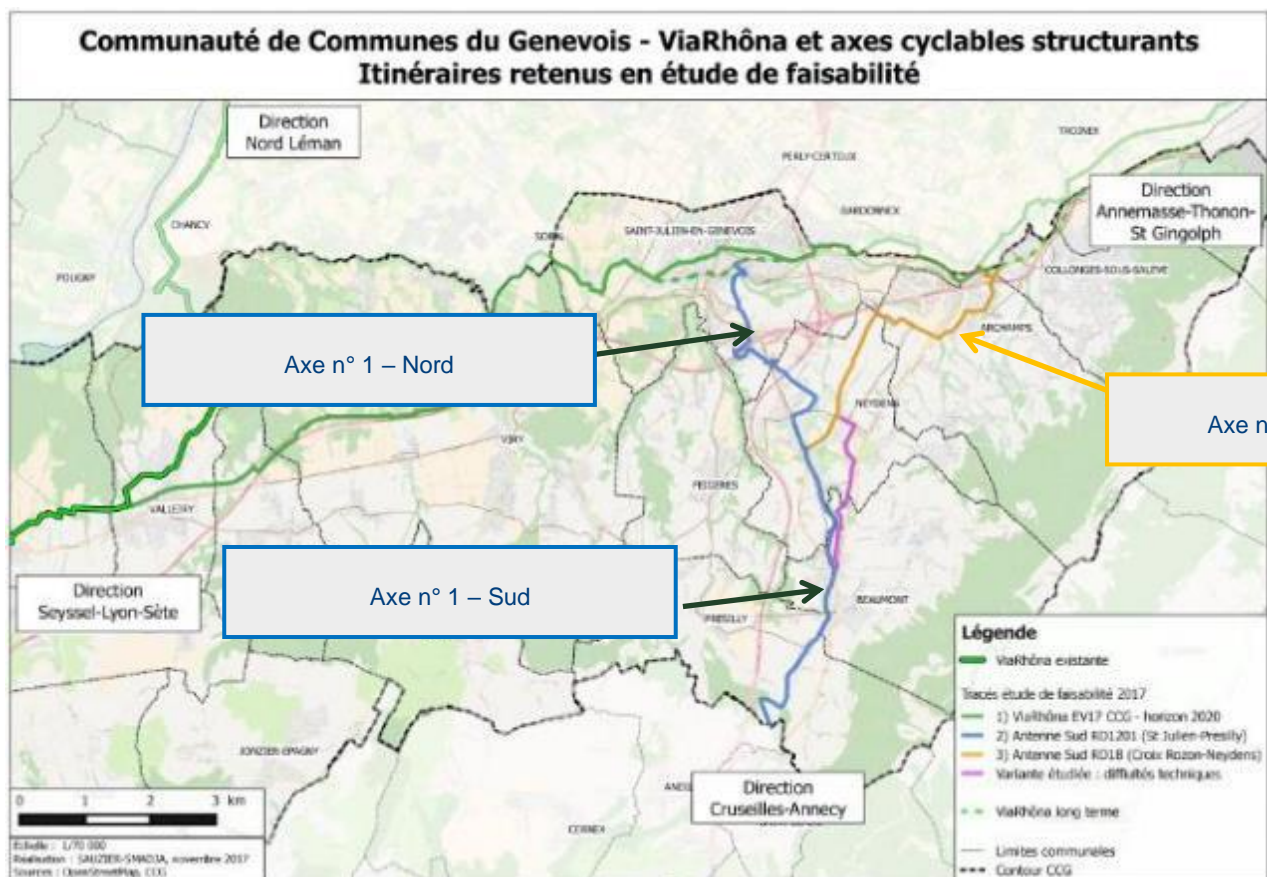 Communauté de Communes du Genevois - ViaRhôna et axes cyclables structurants
Itinéraires retenus en étude de faisabilité
Direction
Nord Léman
TROINEX
PERLY-CERTOUX
Direction
Annemasse-Thonon-
St Gingolph
BARDONNEX
CHANCY
SORAL
SAINT-JULIEN-EN-GENEVOIS
POUGNY
COLLONGES-SOUS-SALEVE
ARCHAMPS
Axe n° 1 – Nord
Axe n
NEYDENS
VIRY
FEIGERES
VALLEIRY
Direction
Seyssel-Lyon-Sète
Axe n° 1 – Sud
BEAUMONT
PRESILLY
JONZIER-EPAGNY
Direction
Cruseilles-Annecy
CERNEX
Légende
ViaRhôna existante
Tracés étude de faisabilité 2017
1) ViaRhôna EV17 CCG - horizon 2020
2) Antenne Sud RD1201 (St Julien-Presilly)
3) Antenne Sud RD18 (Croix Rozon-Neydens)
Variante étudiée : diffiultés techniques
ViaRhôna long terme
Limites communales
Contour CCG
0 1 2 3 km
Echelle : 1/70 000
Réalisation : SAUZIER-SMADJA, novembre 2017
Sources : OpenStreetMap, CCG